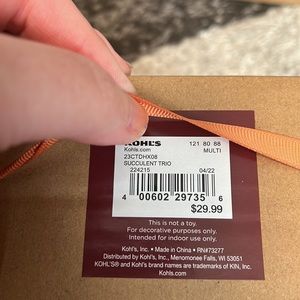 KOHL'S 121 80 88
Kohls.com MULTI
23CTDHX08
SUCCULENT TRIO
224215 04/22
4 00602 29735 6
$29.99
This is not a toy.
For decorative purposes only.
Intended for indoor use only.
Kohl's, Inc. • Made in China • RN#73277
Distributed by Kohl's, Inc., Menomonee Falls, WI 53051
KOHL'S® and Kohl's brand names are trademarks of KIN, Inc.
Kohls.com